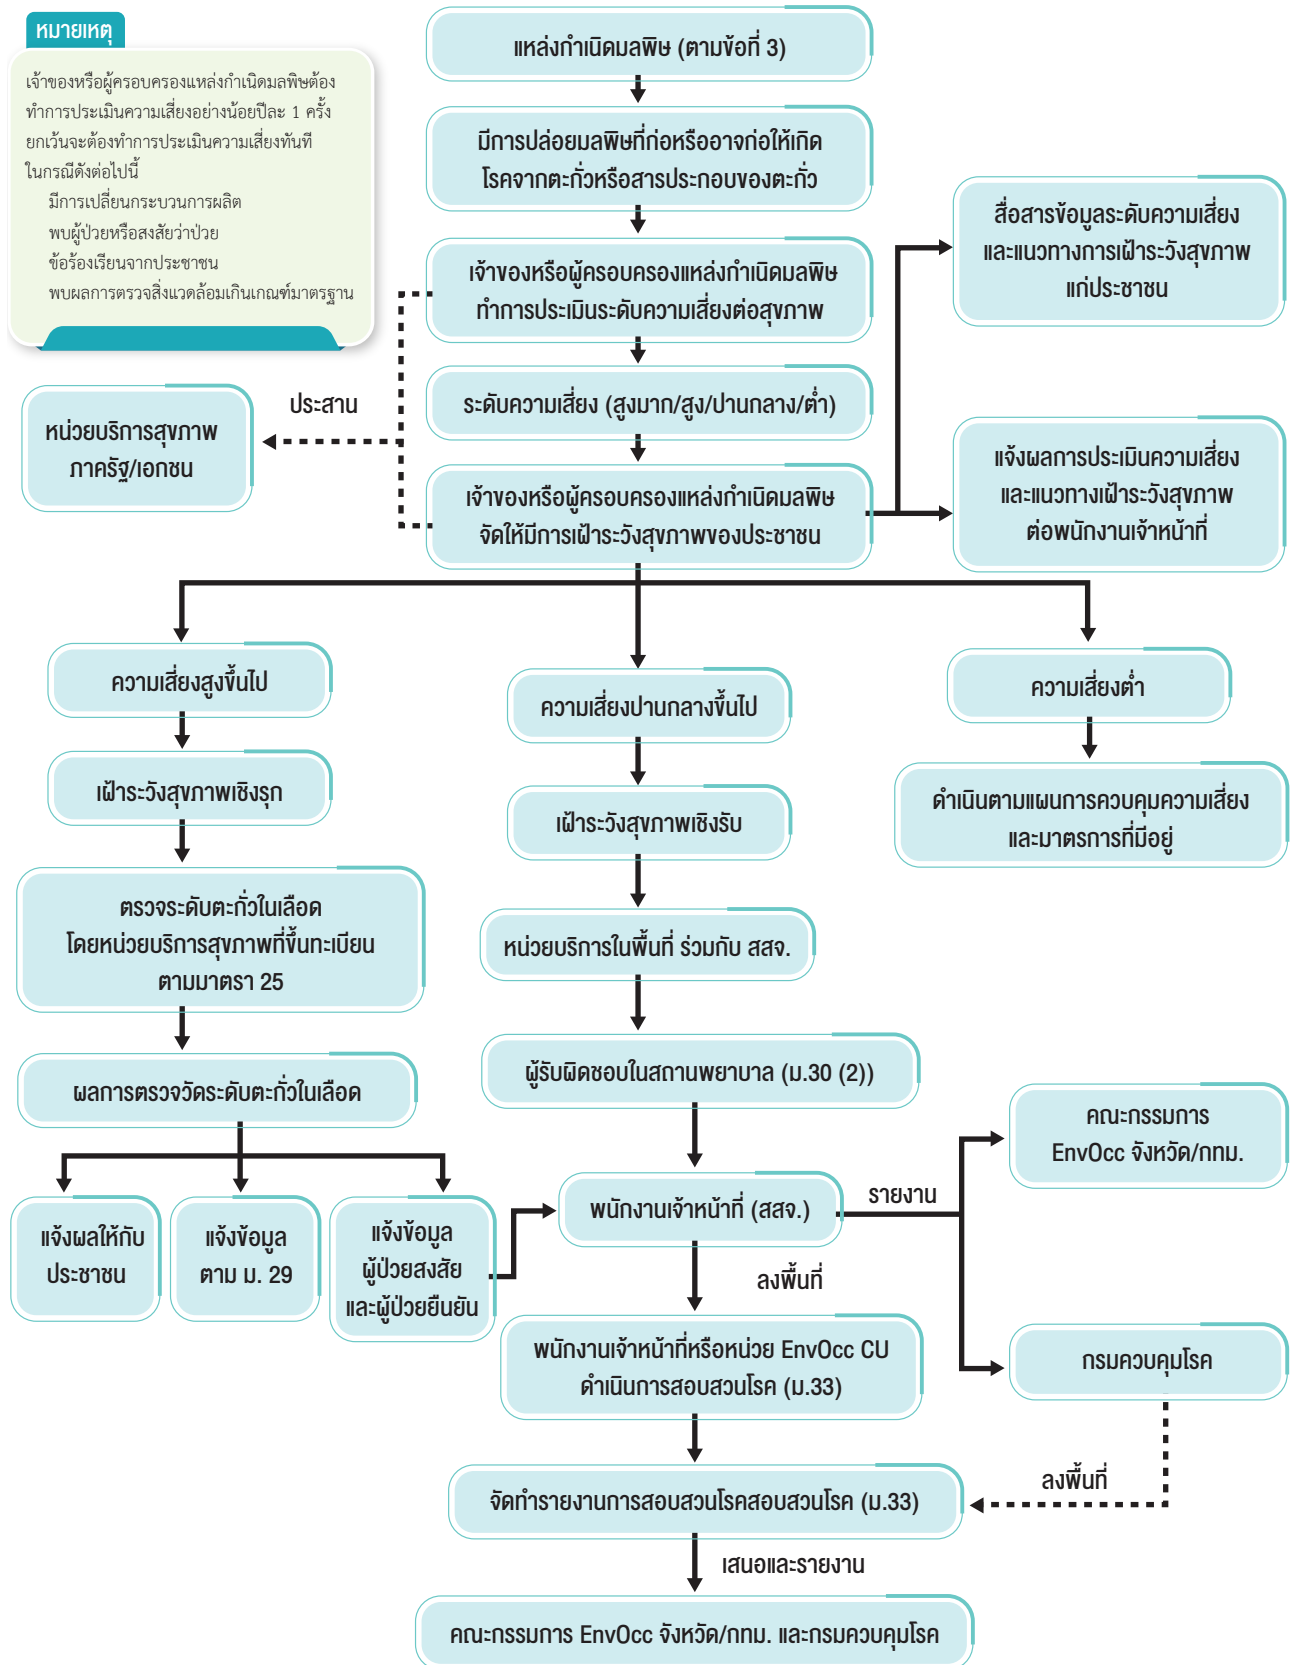 หมายเหตุ
เจ้าของหรือผู้ครอบครองแหล่งกำเนิดมลพิษต้อง
ทำการประเมินความเสี่ยงอย่างน้อยปีละ 1 ครั้ง
ยกเว้นจะต้องทำการประเมินความเสี่ยงทันที
ในกรณีดังต่อไปนี้
มีการเปลี่ยนกระบวนการผลิต
พบผู้ป่วยหรือสงสัยว่าป่วย
ข้อร้องเรียนจากประชาชน
พบผลการตรวจสิ่งแวดล้อมเกินเกณฑ์มาตรฐาน
แหล่งกำเนิดมลพิษ (ตามข้อที่ 3)
มีการปล่อยมลพิษที่ก่อหรืออาจก่อให้เกิด
โรคจากตะกั่วหรือสารประกอบของตะกั่ว
เจ้าของหรือผู้ครอบครองแหล่งกำเนิดมลพิษ
ทำการประเมินระดับความเสี่ยงต่อสุขภาพ
สื่อสารข้อมูลระดับความเสี่ยง
และแนวทางการเฝ้าระวังสุขภาพ
แก่ประชาชน
ระดับความเสี่ยง (สูงมาก/สูง/ปานกลาง/ต่ำ)
ประสาน
หน่วยบริการสุขภาพ
ภาครัฐ/เอกชน
เจ้าของหรือผู้ครอบครองแหล่งกำเนิดมลพิษ
จัดให้มีการเฝ้าระวังสุขภาพของประชาชน
แจ้งผลการประเมินความเสี่ยง
และแนวทางเฝ้าระวังสุขภาพ
ต่อพนักงานเจ้าหน้าที่
ความเสี่ยงสูงขึ้นไป
ความเสี่ยงปานกลางขึ้นไป
ความเสี่ยงต่ำ
เฝ้าระวังสุขภาพเชิงรุก
เฝ้าระวังสุขภาพเชิงรับ
ดำเนินตามแผนการควบคุมความเสี่ยง
และมาตรการที่มีอยู่
ตรวจระดับตะกั่วในเลือด
โดยหน่วยบริการสุขภาพที่ขึ้นทะเบียน
ตามมาตรา 25
หน่วยบริการในพื้นที่ ร่วมกับ สสจ.
ผลการตรวจวัดระดับตะกั่วในเลือด
ผู้รับผิดชอบในสถานพยาบาล (ม.30 (2))
คณะกรรมการ
EnvOcc จังหวัด/กทม.
แจ้งผลให้กับ
ประชาชน
แจ้งข้อมูล
ตาม ม. 29
แจ้งข้อมูล
ผู้ป่วยสงสัย
และผู้ป่วยยืนยัน
พนักงานเจ้าหน้าที่ (สสจ.)
รายงาน
ลงพื้นที่
พนักงานเจ้าหน้าที่หรือหน่วย EnvOcc CU
ดำเนินการสอบสวนโรค (ม.33)
กรมควบคุมโรค
ลงพื้นที่
จัดทำรายงานการสอบสวนโรคสอบสวนโรค (ม.33)
เสนอและรายงาน
คณะกรรมการ EnvOcc จังหวัด/กทม. และกรมควบคุมโรค